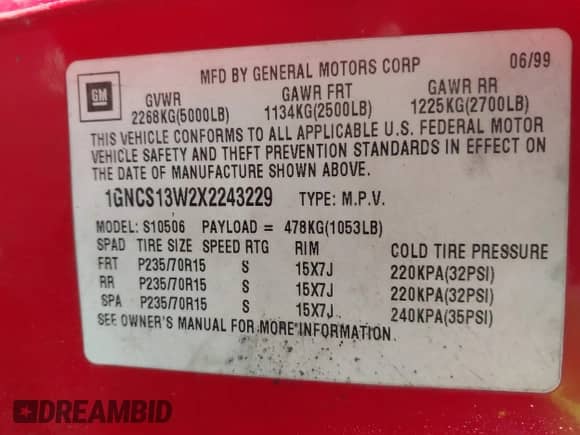 MFD BY GENERAL MOTORS CORP 06/99
GM
GVWR GAWR FRT GAWR RR
2268KG(5000LB) 1134KG(2500LB) 1225KG(2700LB)
THIS VEHICLE CONFORMS TO ALL APPLICABLE U.S. FEDERAL MOTOR
VEHICLE SAFETY AND THEFT PREVENTION STANDARDS IN EFFECT ON
THE DATE OF MANUFACTURE SHOWN ABOVE.
1GNCS13W2X2243229 TYPE: M.P.V.
MODEL: S10506 PAYLOAD = 478KG(1053LB)
SPAD TIRE SIZE SPEED RTG RIM COLD TIRE PRESSURE
FRT P235/70R15 S 15X7J 220KPA(32PSI)
RR P235/70R15 S 15X7J 220KPA(32PSI)
SPA P235/70R15 S 15X7J 240KPA(35PSI)
SEE OWNER'S MANUAL FOR MORE INFORMATION.
DREAMBID